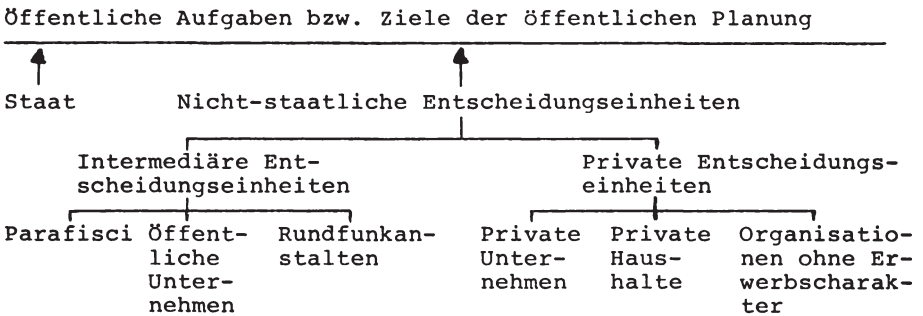 Öffentliche Aufgaben bzw. Ziele der öffentlichen Planung
Staat Nicht-staatliche Entscheidungseinheiten
Intermediäre Ent-
scheidungseinheiten
Private Entscheidungs-
einheiten
Parafisci
Öffent-
liche
Unter-
nehmen
Rundfunkan-
stalten
Private
Unter-
nehmen
Private
Haus-
halte
Organisatio-
nen ohne Er-
werbscharak-
ter